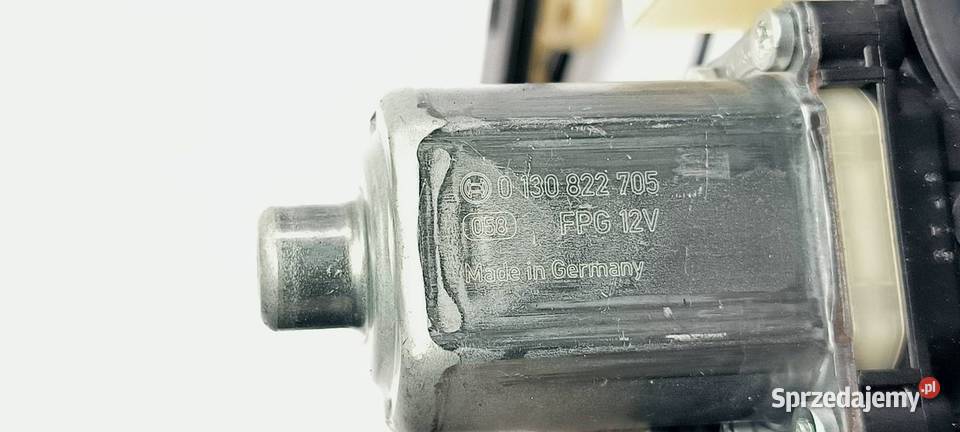 0 130 822 705
058 FPG 12V
Made in Germany
Sprzedajemy.pl